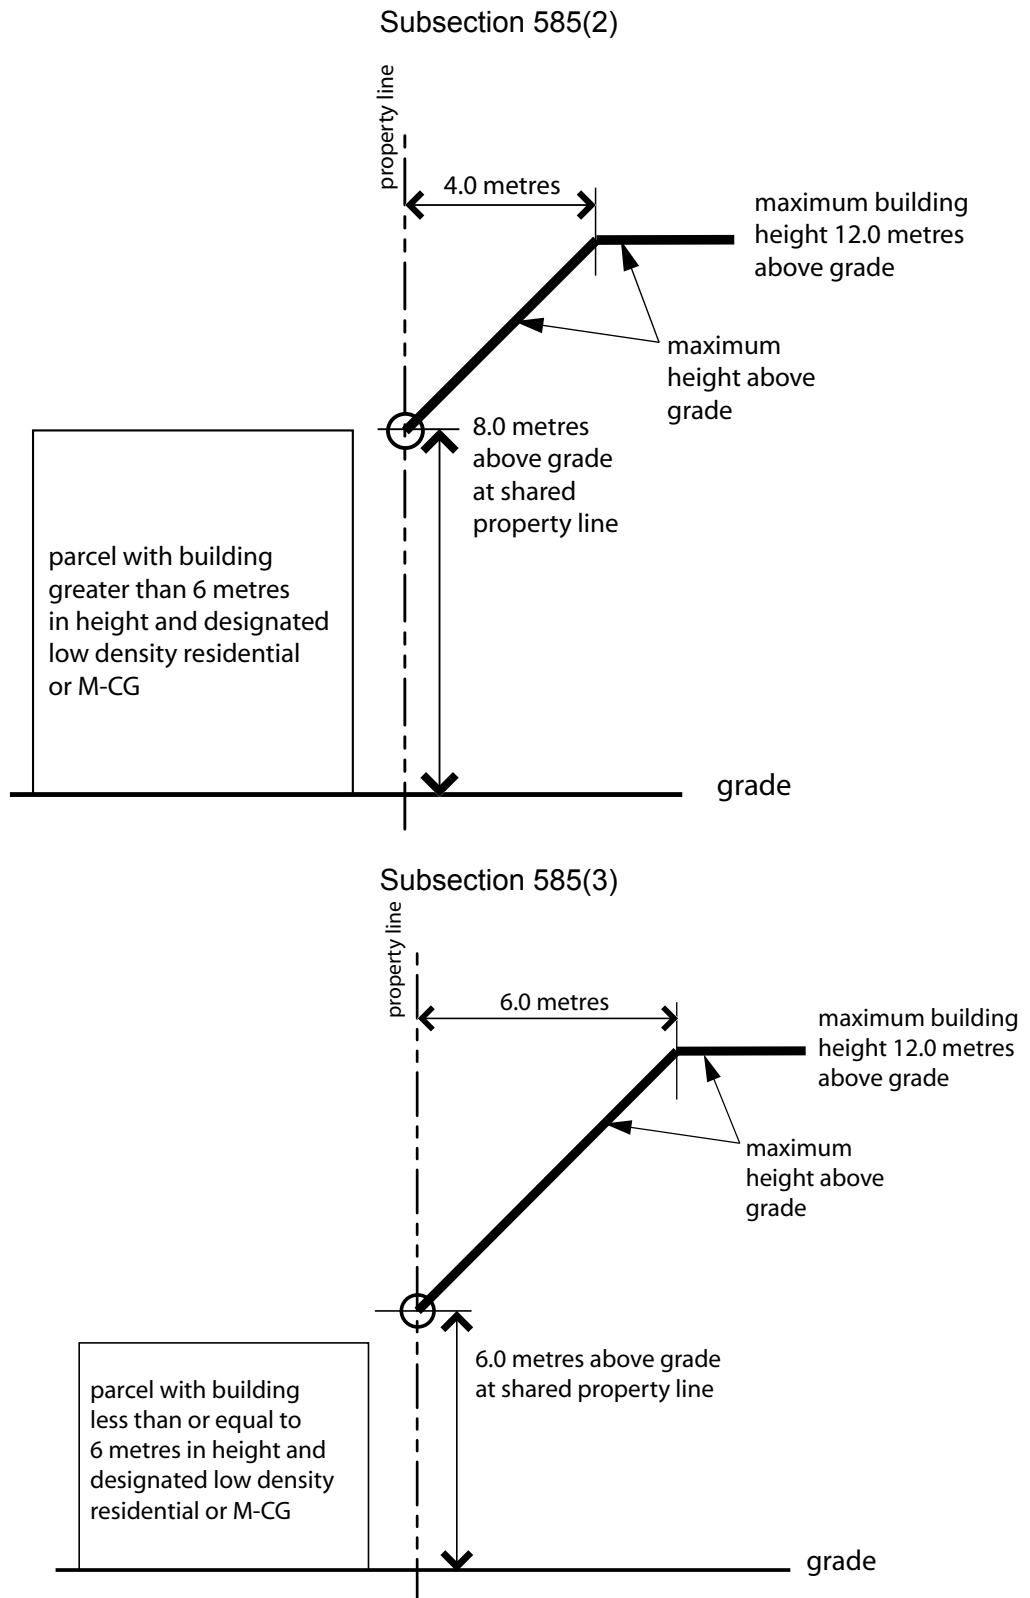 Subsection 585(2)
property line
4.0 metres
maximum building
height 12.0 metres
above grade
maximum
height above
grade
8.0 metres
above grade
at shared
property line
parcel with building
greater than 6 metres
in height and designated
low density residential
or M-CG
grade
Subsection 585(3)
property line
6.0 metres
maximum building
height 12.0 metres
above grade
maximum
height above
grade
6.0 metres above grade
at shared property line
parcel with building
less than or equal to
6 metres in height and
designated low density
residential or M-CG
grade